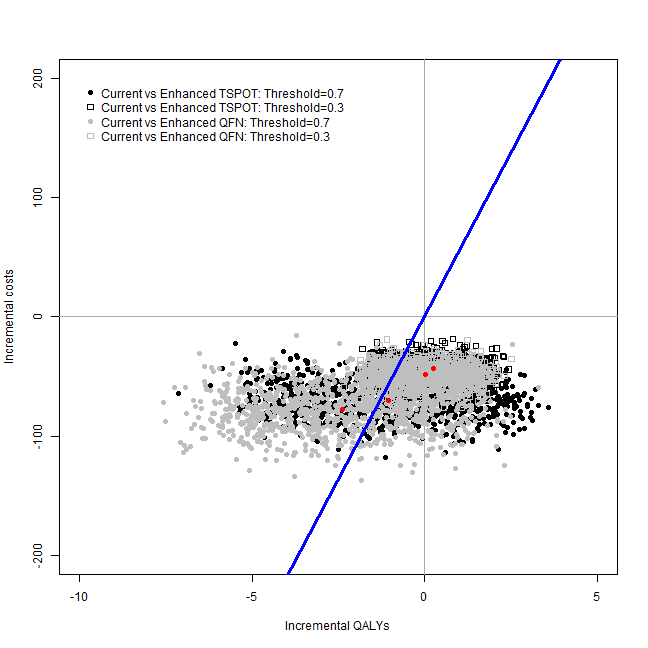 200
100
0
-100
-200
Incremental costs
Current vs Enhanced TSPOT: Threshold=0.7
Current vs Enhanced TSPOT: Threshold=0.3
Current vs Enhanced QFN: Threshold=0.7
Current vs Enhanced QFN: Threshold=0.3
-10
-5
0
5
Incremental QALYs